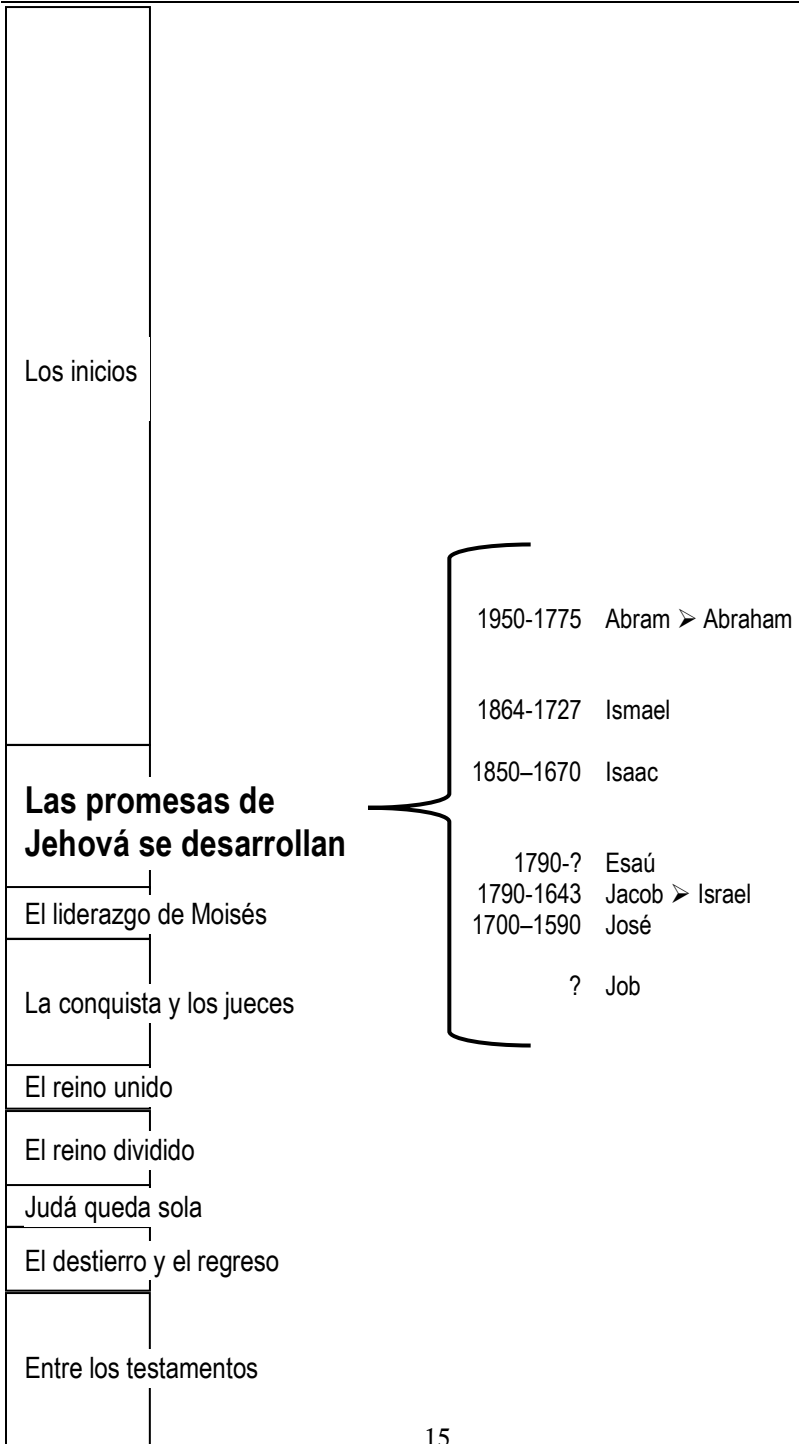 Los inicios
Las promesas de
Jehová se desarrollan
El liderazgo de Moisés
La conquista y los jueces
El reino unido
El reino dividido
Judá queda sola
El destierro y el regreso
Entre los testamentos
1950-1775 Abram ➢ Abraham
1864-1727 Ismael
1850–1670 Isaac
1790-? Esaú
1790-1643 Jacob ➢ Israel
1700–1590 José
? Job
15